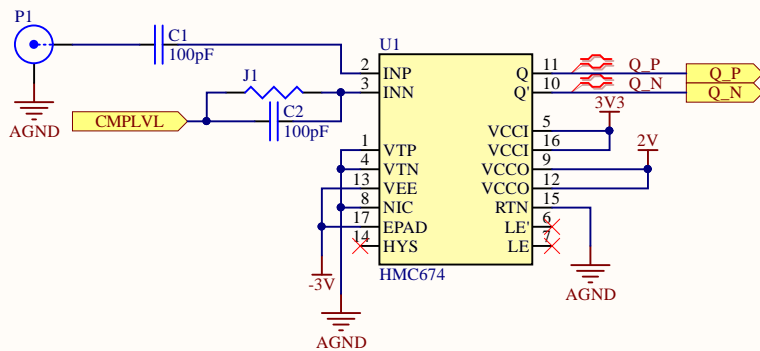 P1
C1
100pF
AGND
J1
C2
100pF
CMPLVL
U1
2 INP
3 INN
1 VTP
4 VTN
13 VEE
8 NIC
17 EPAD
14 HYS
HMC674
-3V
AGND
Q 11 Q_P Q_P
Q' 10 Q_N Q_N
3V3
VCCI 5
VCCI 16
2V
VCCO 9
VCCO 12
RTN 15
LE' 6
LE 7
AGND